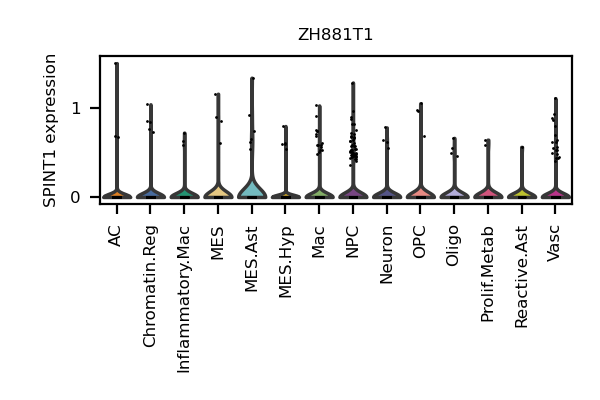 ZH881T1
SPINT1 expression
1
0
AC
Chromatin.Reg
Inflammatory.Mac
MES
MES.Ast
MES.Hyp
Mac
NPC
Neuron
OPC
Oligo
Prolif.Metab
Reactive.Ast
Vasc